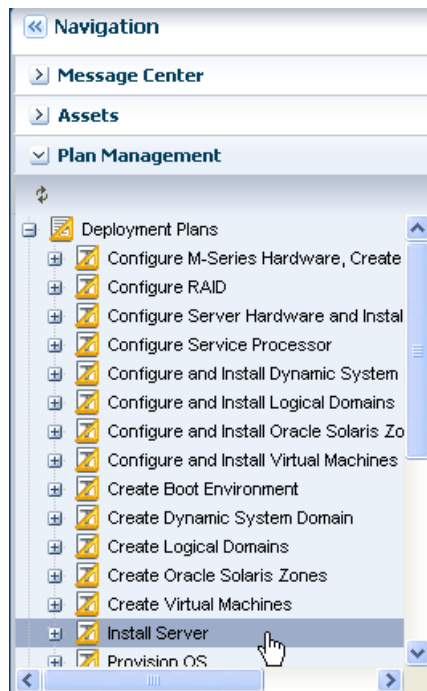 Navigation
Message Center
Assets
Plan Management
Deployment Plans
Configure M-Series Hardware, Create
Configure RAID
Configure Server Hardware and Instal
Configure Service Processor
Configure and Install Dynamic System
Configure and Install Logical Domains
Configure and Install Oracle Solaris Zo
Configure and Install Virtual Machines
Create Boot Environment
Create Dynamic System Domain
Create Logical Domains
Create Oracle Solaris Zones
Create Virtual Machines
Install Server
Provision OS